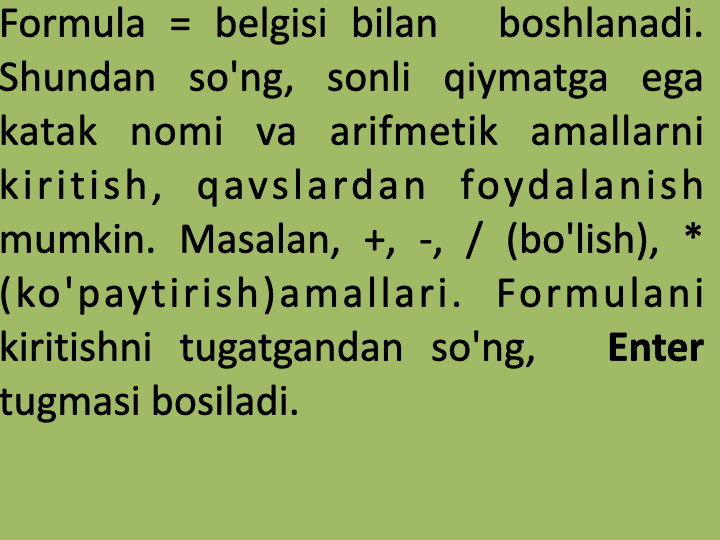 Formula = belgisi bilan boshlanadi.
Shundan so'ng, sonli qiymatga ega
katak nomi va arifmetik amallarni
kiritish, qavslardan foydalanish
mumkin. Masalan, +, -, / (bo'lish), *
(ko'paytirish)amallari. Formulani
kiritishni tugatgandan so'ng, Enter
tugmasi bosiladi.